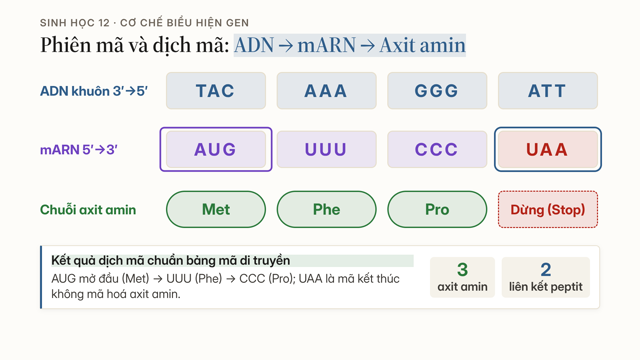 SINH HỌC 12 · CƠ CHẾ BIỂU HIỆN GEN
Phiên mã và dịch mã: ADN → mARN → Axit amin
ADN khuôn 3′→5′ TAC AAA GGG ATT
mARN 5′→3′ AUG UUU CCC UAA
Chuỗi axit amin Met Phe Pro Dừng (Stop)
Kết quả dịch mã chuẩn bảng mã di truyền
AUG mở đầu (Met) → UUU (Phe) → CCC (Pro); UAA là mã kết thúc
không mã hoá axit amin.
3 2
axit amin liên kết peptit